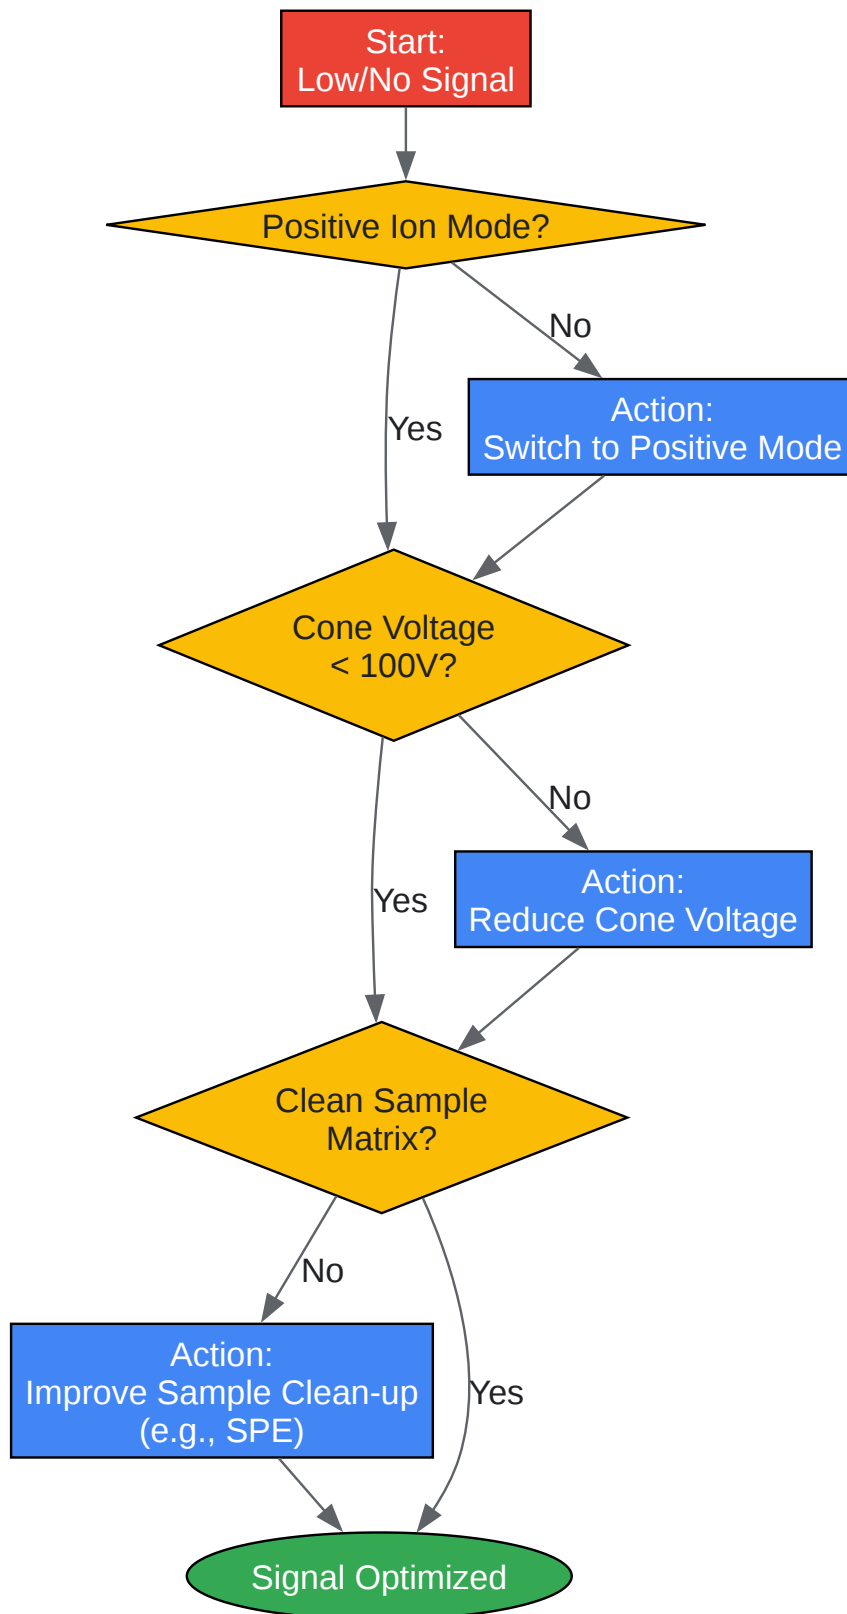 Start:
Low/No Signal
Positive Ion Mode?
No
Action:
Switch to Positive Mode
Yes
Cone Voltage
< 100V?
No
Action:
Reduce Cone Voltage
Yes
Clean Sample
Matrix?
No
Action:
Improve Sample Clean-up
(e.g., SPE)
Yes
Signal Optimized